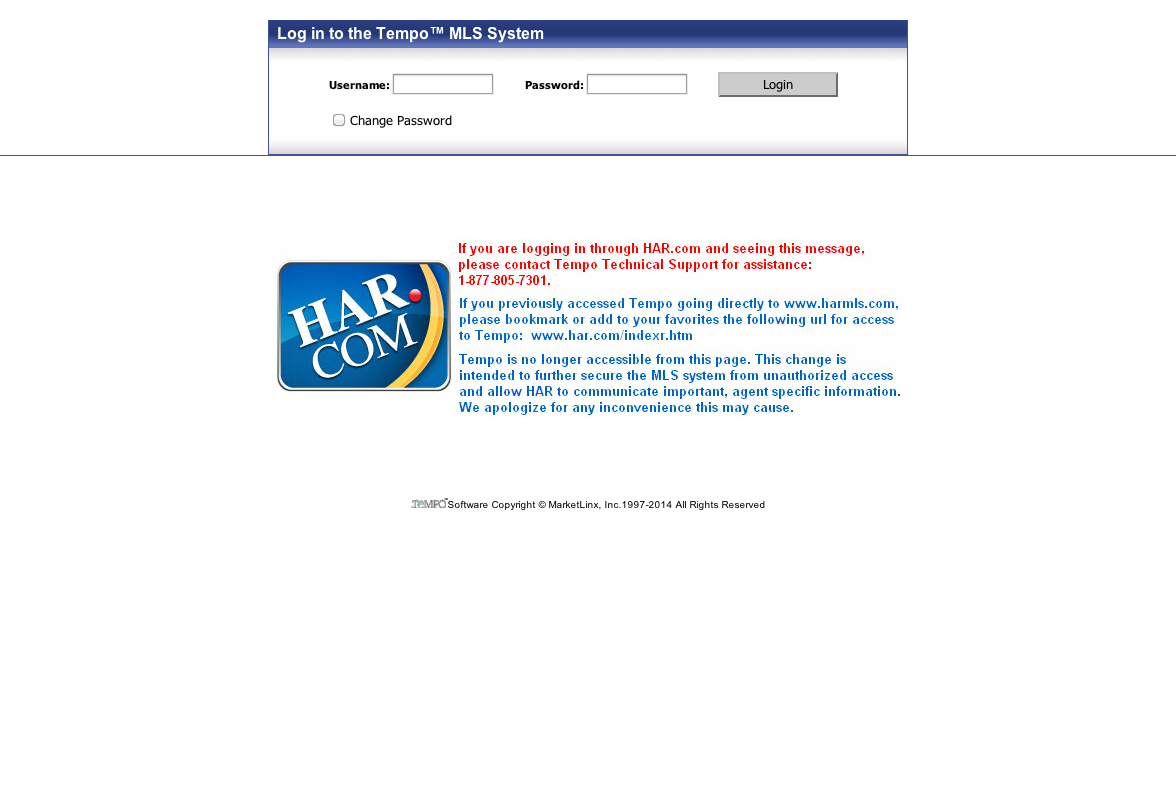 Log in to the Tempo™ MLS System
Username: Password: Login
Change Password
If you are logging in through HAR.com and seeing this message,
please contact Tempo Technical Support for assistance:
1-877-805-7301.
HAR.COM
If you previously accessed Tempo going directly to www.harmls.com,
please bookmark or add to your favorites the following url for access
to Tempo: www.har.com/indexr.htm
Tempo is no longer accessible from this page. This change is
intended to further secure the MLS system from unauthorized access
and allow HAR to communicate important, agent specific information.
We apologize for any inconvenience this may cause.
TEMPO™ Software Copyright © MarketLinx, Inc.1997-2014 All Rights Reserved